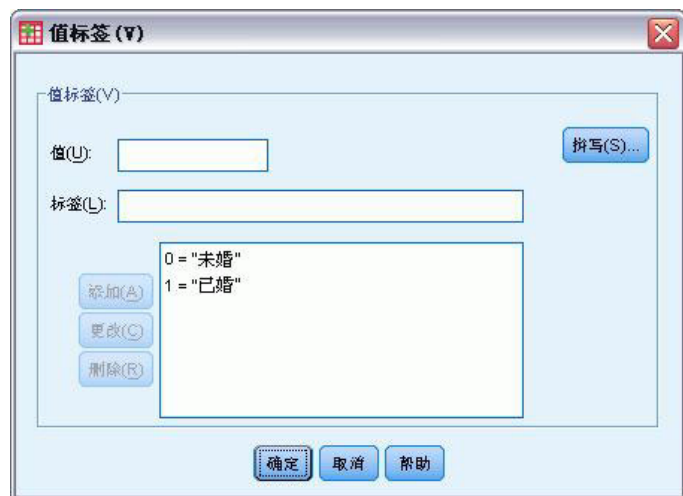 值标签(V)
值标签(V)
值(U):
拼写(S)...
标签(L):
0 = "未婚"
1 = "已婚"
添加(A)
更改(C)
删除(R)
确定
取消
帮助